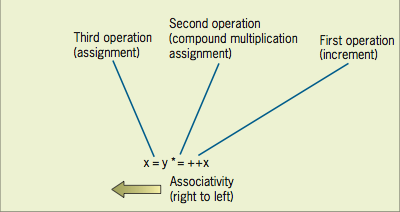 Third operation
(assignment)
Second operation
(compound multiplication
assignment)
First operation
(increment)
x = y *= ++x
Associativity
(right to left)